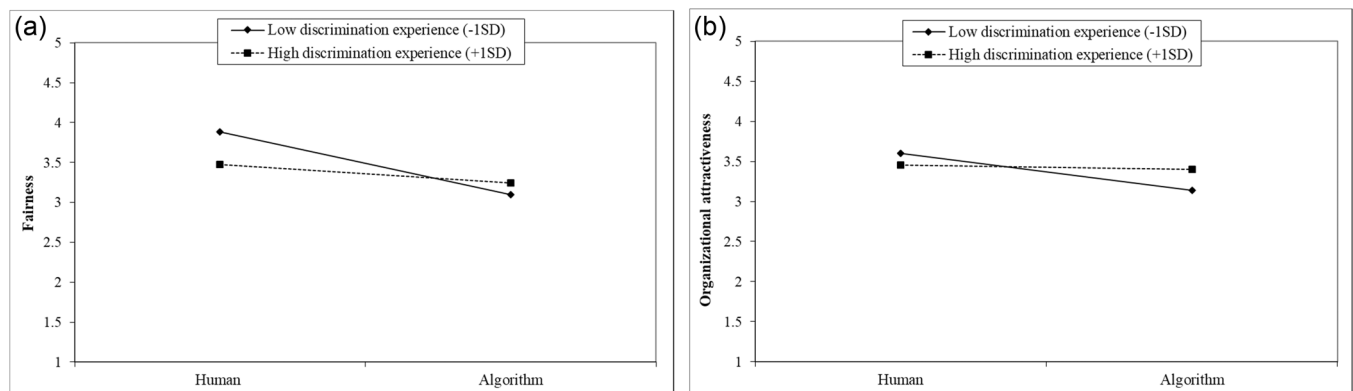 (a)
Low discrimination experience (-1SD)
High discrimination experience (+1SD)
5
4.5
4
3.5
3
2.5
2
1.5
1
Fairness
Human
Algorithm
(b)
Low discrimination experience (-1SD)
High discrimination experience (+1SD)
5
4.5
4
3.5
3
2.5
2
1.5
1
Organizational attractiveness
Human
Algorithm